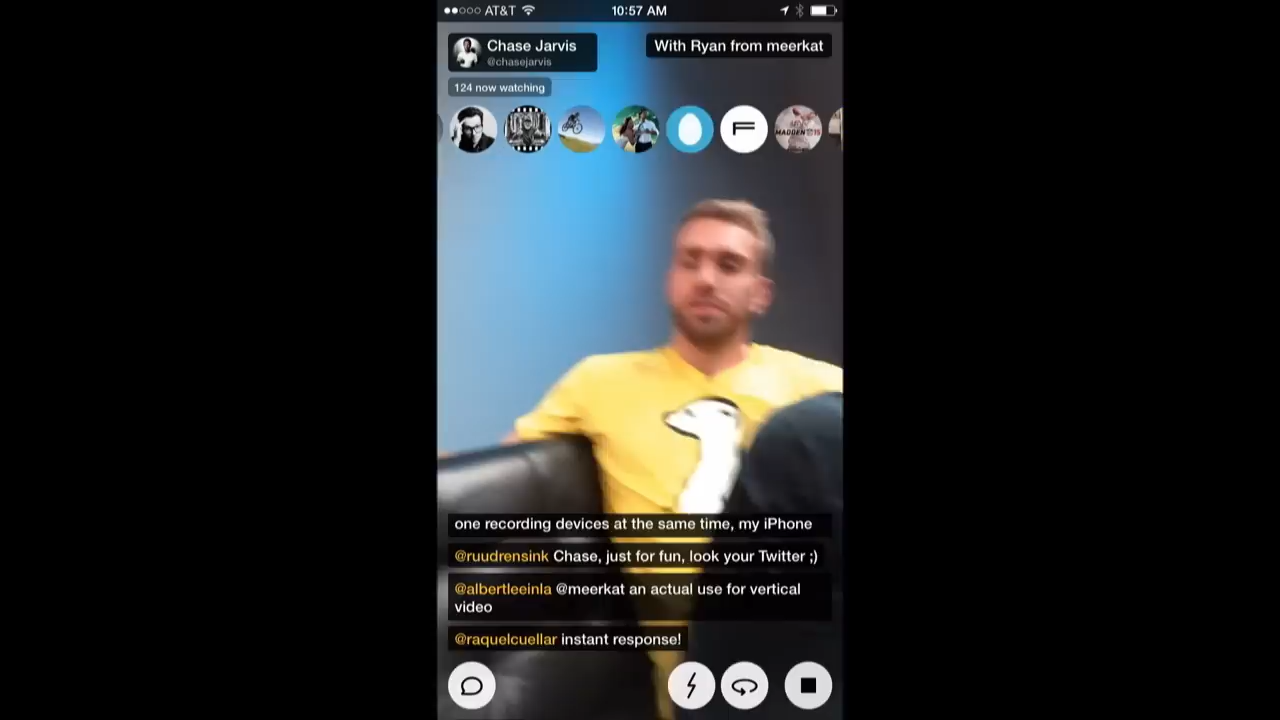 AT&T 10:57 AM
Chase Jarvis
@chasejarvis
With Ryan from meerkat
124 now watching
MADDEN 15
one recording devices at the same time, my iPhone
@ruudrensink Chase, just for fun, look your Twitter ;)
@albertleeinla @meerkat an actual use for vertical
video
@raquelcuellar instant response!